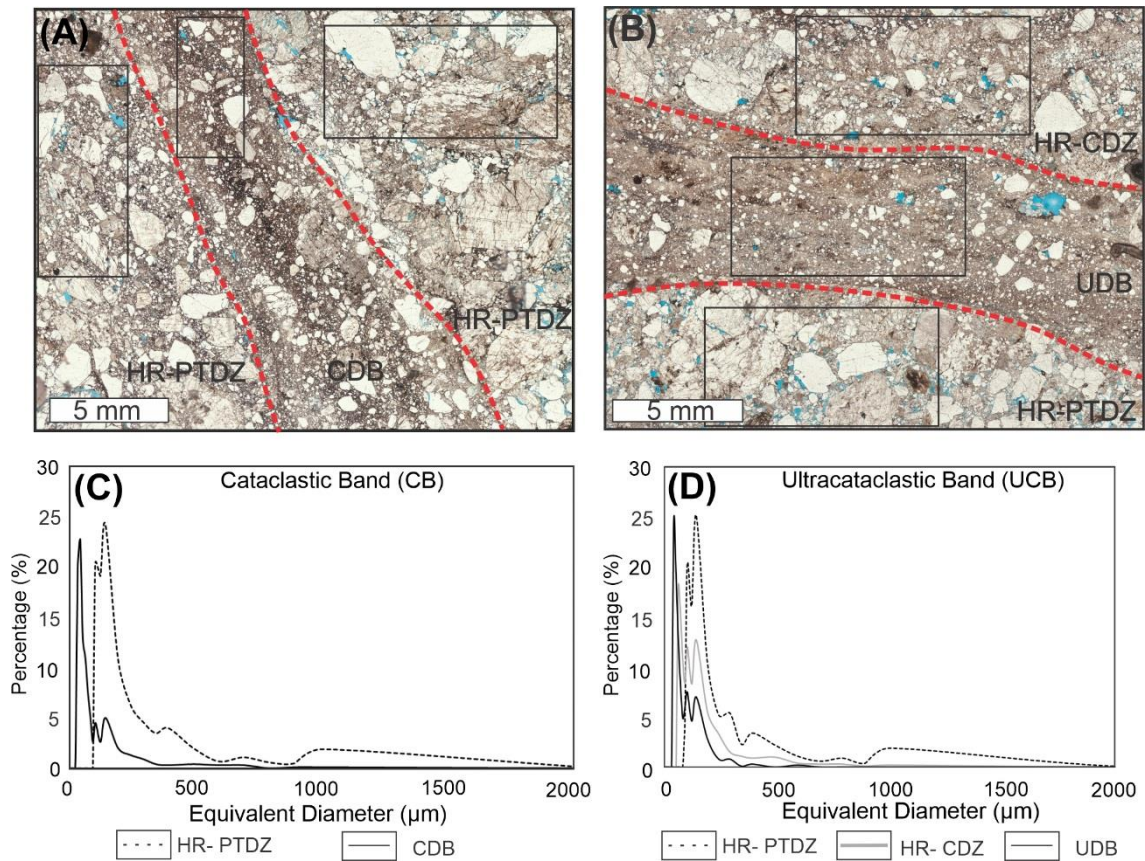 (A)
HR-PTDZ
CDB
HR-PTDZ
5 mm
(B)
HR-CDZ
UDB
HR-PTDZ
5 mm
(C)
Cataclastic Band (CB)
Percentage (%)
30
25
20
15
10
5
0
0
500
1000
1500
2000
Equivalent Diameter (µm)
HR- PTDZ
CDB
(D)
Ultracataclastic Band (UCB)
Percentage (%)
30
25
20
15
10
5
0
0
500
1000
1500
2000
Equivalent Diameter (µm)
HR- PTDZ
HR- CDZ
UDB